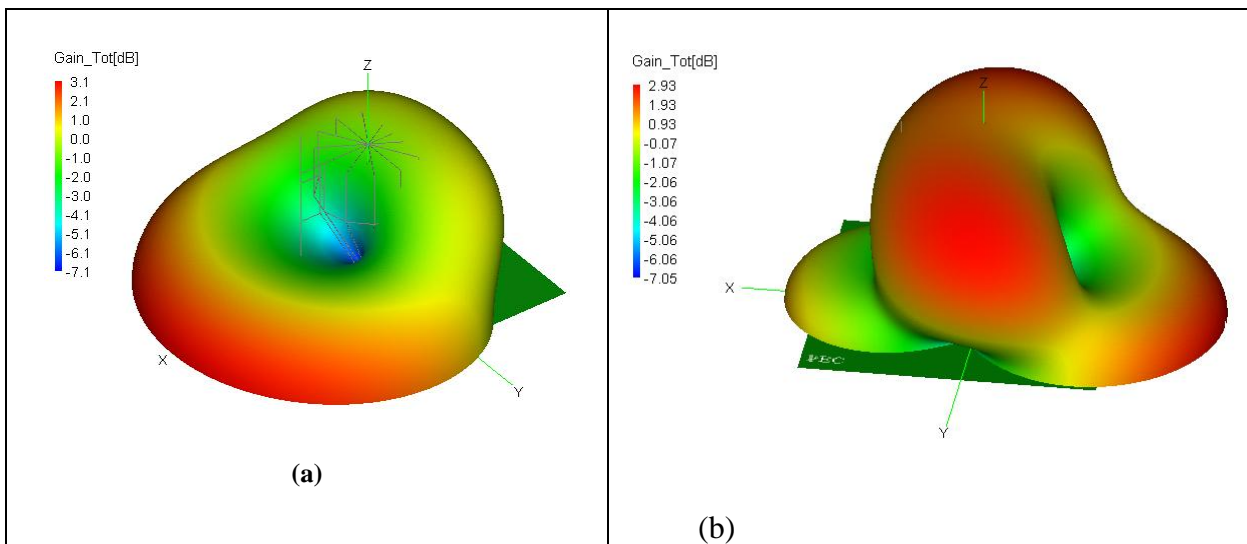 Gain_Tot[dB]
3.1
2.1
1.0
0.0
-1.0
-2.0
-3.0
-4.1
-5.1
-6.1
-7.1
Z
X
Y
(a)
Gain_Tot[dB]
2.93
1.93
0.93
-0.07
-1.07
-2.06
-3.06
-4.06
-5.06
-6.06
-7.05
Z
X
PEC
Y
(b)